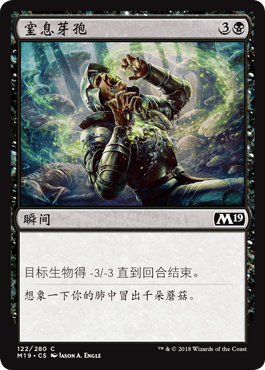 窒息芽孢 3
M19
瞬间
目标生物得 -3/-3 直到回合结束。
想象一下你的肺中冒出千朵蘑菇。
122/280 C
M19 • CS JASON A. ENGLE
™ & © 2018 Wizards of the Coast